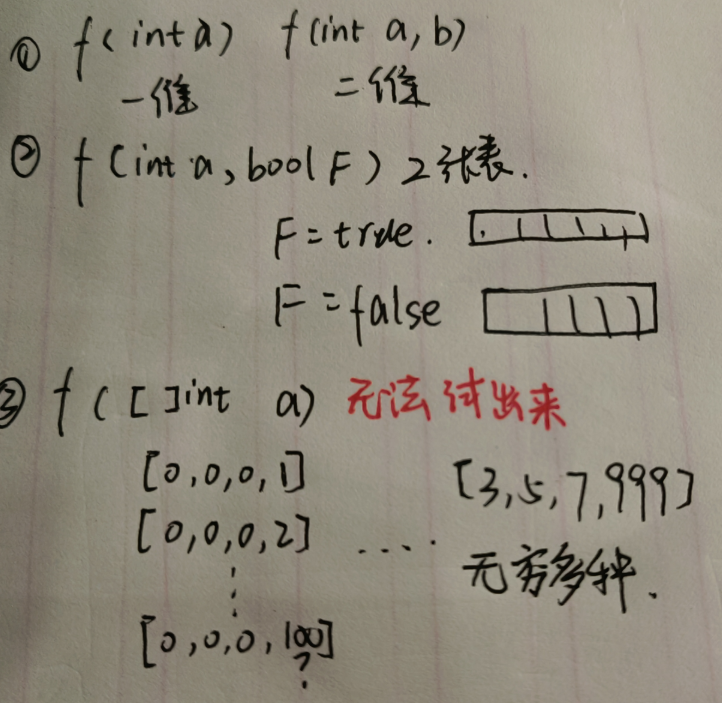 ① f(int a) f(int a, b)
一维 二维
② f(int a, bool F) 2张表.
F = true.
F = false
③ f([]int a) 无法试出来
[0,0,0,1] [3,5,7,999]
[0,0,0,2] ....
无穷多种.
[0,0,0,100]
?